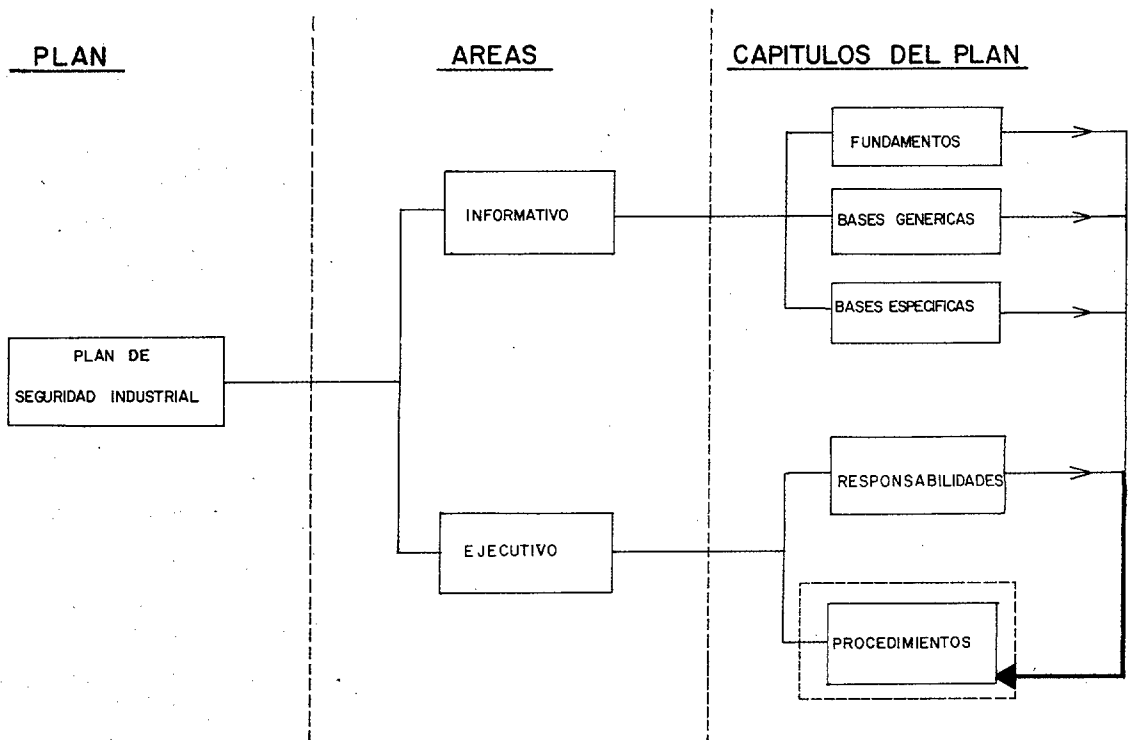 PLAN
AREAS
CAPITULOS DEL PLAN
FUNDAMENTOS
INFORMATIVO
BASES GENERICAS
BASES ESPECIFICAS
PLAN DE
SEGURIDAD INDUSTRIAL
RESPONSABILIDADES
EJECUTIVO
PROCEDIMIENTOS